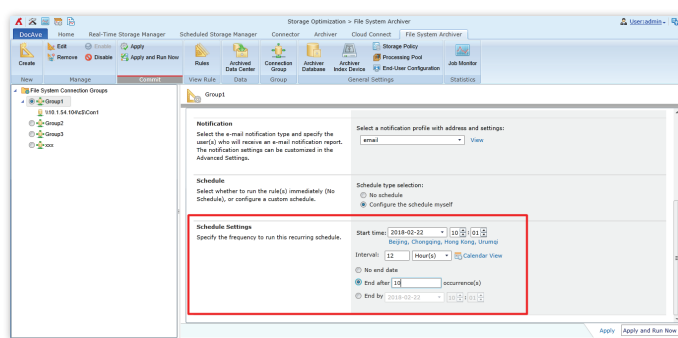 Storage Optimization > File System Archiver
User:admin
DocAve
Home
Real-Time Storage Manager
Scheduled Storage Manager
Connector
Archiver
Cloud Connect
File System Archiver
Create
Edit
Enable
Remove
Disable
Apply
Apply and Run Now
Rules
Archived Data Center
Connection Group
Archiver Database
Archiver Index Device
Storage Policy
Processing Pool
End-User Configuration
Job Monitor
New
Manage
Commit
View Rule
Data
Group
General Settings
Statistics
File System Connection Groups
Group1
\\10.1.54.104\c$\Con1
Group2
Group3
xxx
Group1
Notification
Select the e-mail notification type and specify the
user(s) who will receive an e-mail notification report.
The notification settings can be customized in the
Advanced Settings.
Select a notification profile with address and settings:
email
View
Schedule
Select whether to run the rule(s) immediately (No
Schedule), or configure a custom schedule.
Schedule type selection:
No schedule
Configure the schedule myself
Schedule Settings
Specify the frequency to run this recurring schedule.
Start time: 2018-02-22 10 : 01
Beijing, Chongqing, Hong Kong, Urumqi
Interval: 12 Hour(s) Calendar View
No end date
End after 10 occurrence(s)
End by 2018-02-22 10 : 01
Apply
Apply and Run Now